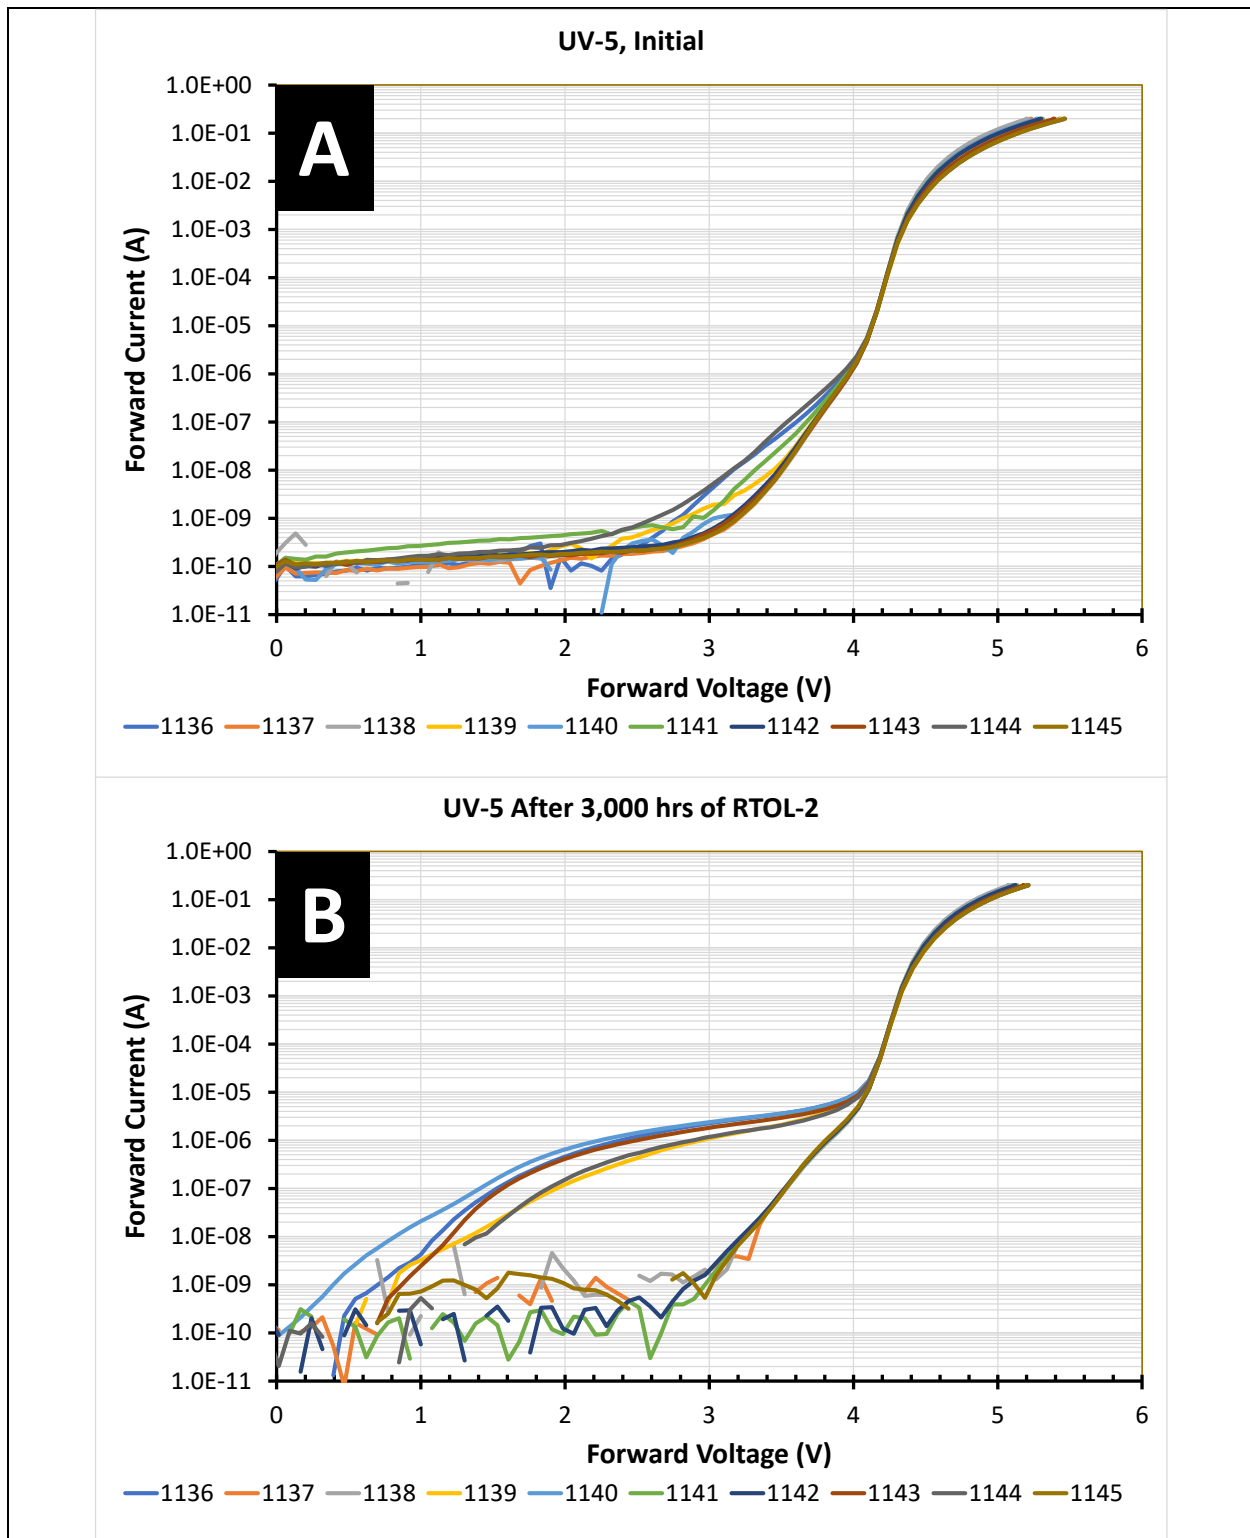 UV-5, Initial
A
Forward Current (A)
1.0E+00
1.0E-01
1.0E-02
1.0E-03
1.0E-04
1.0E-05
1.0E-06
1.0E-07
1.0E-08
1.0E-09
1.0E-10
1.0E-11
0 1 2 3 4 5 6
Forward Voltage (V)
1136 1137 1138 1139 1140 1141 1142 1143 1144 1145
UV-5 After 3,000 hrs of RTOL-2
B
Forward Current (A)
1.0E+00
1.0E-01
1.0E-02
1.0E-03
1.0E-04
1.0E-05
1.0E-06
1.0E-07
1.0E-08
1.0E-09
1.0E-10
1.0E-11
0 1 2 3 4 5 6
Forward Voltage (V)
1136 1137 1138 1139 1140 1141 1142 1143 1144 1145